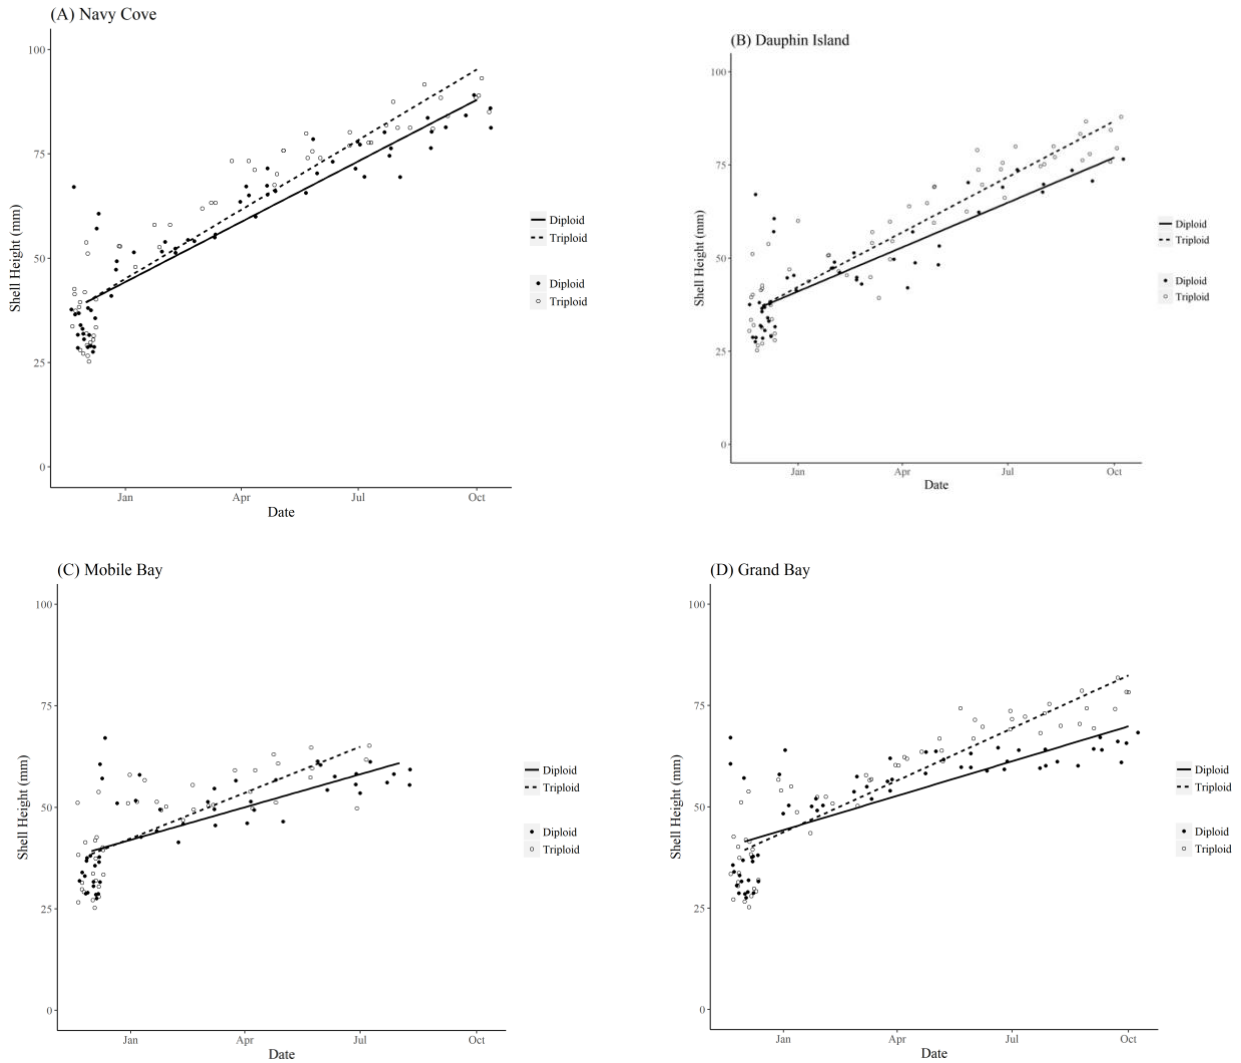 (A) Navy Cove
100
75
50
25
0
Shell Height (mm)
Jan
Apr
Jul
Oct
Date
Diploid
Triploid
Diploid
Triploid
(B) Dauphin Island
100
75
50
25
0
Shell Height (mm)
Jan
Apr
Jul
Oct
Date
Diploid
Triploid
Diploid
Triploid
(C) Mobile Bay
100
75
50
25
0
Shell Height (mm)
Jan
Apr
Jul
Oct
Date
Diploid
Triploid
Diploid
Triploid
(D) Grand Bay
100
75
50
25
0
Shell Height (mm)
Jan
Apr
Jul
Oct
Date
Diploid
Triploid
Diploid
Triploid